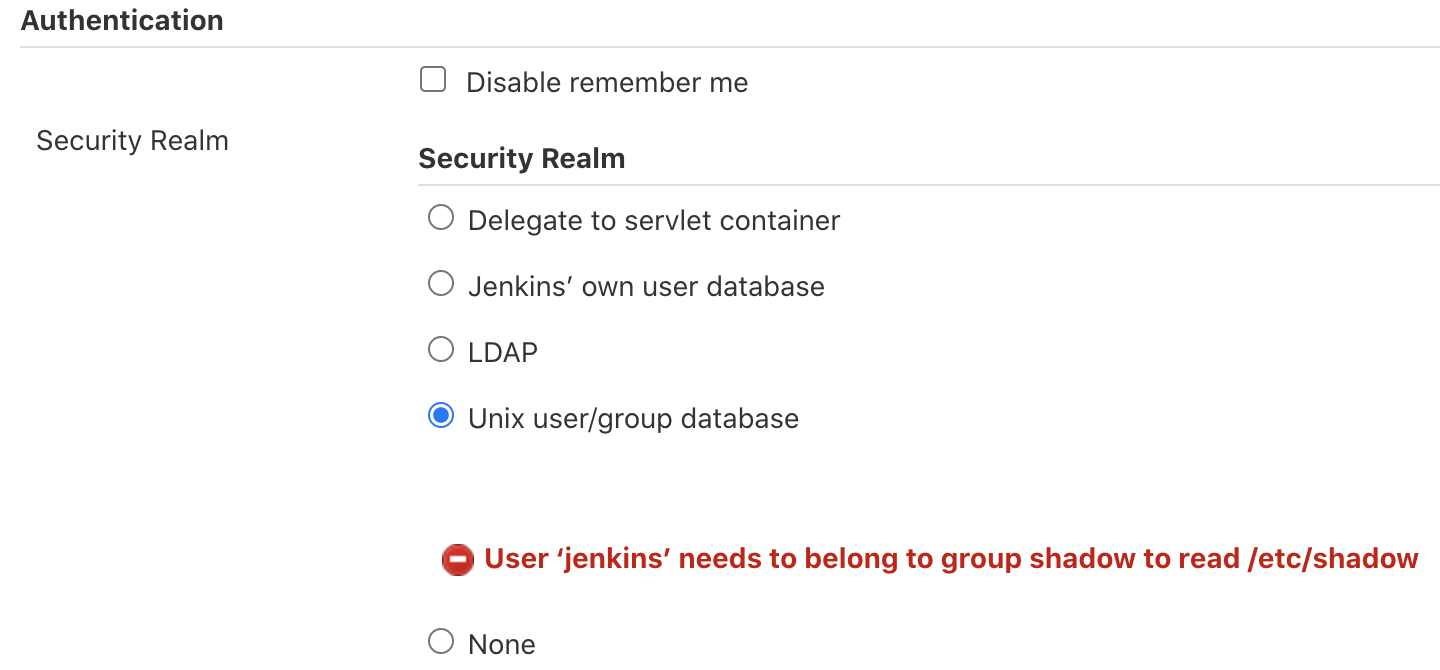 Authentication
Disable remember me
Security Realm
Security Realm
Delegate to servlet container
Jenkins’ own user database
LDAP
Unix user/group database
User ‘jenkins’ needs to belong to group shadow to read /etc/shadow
None